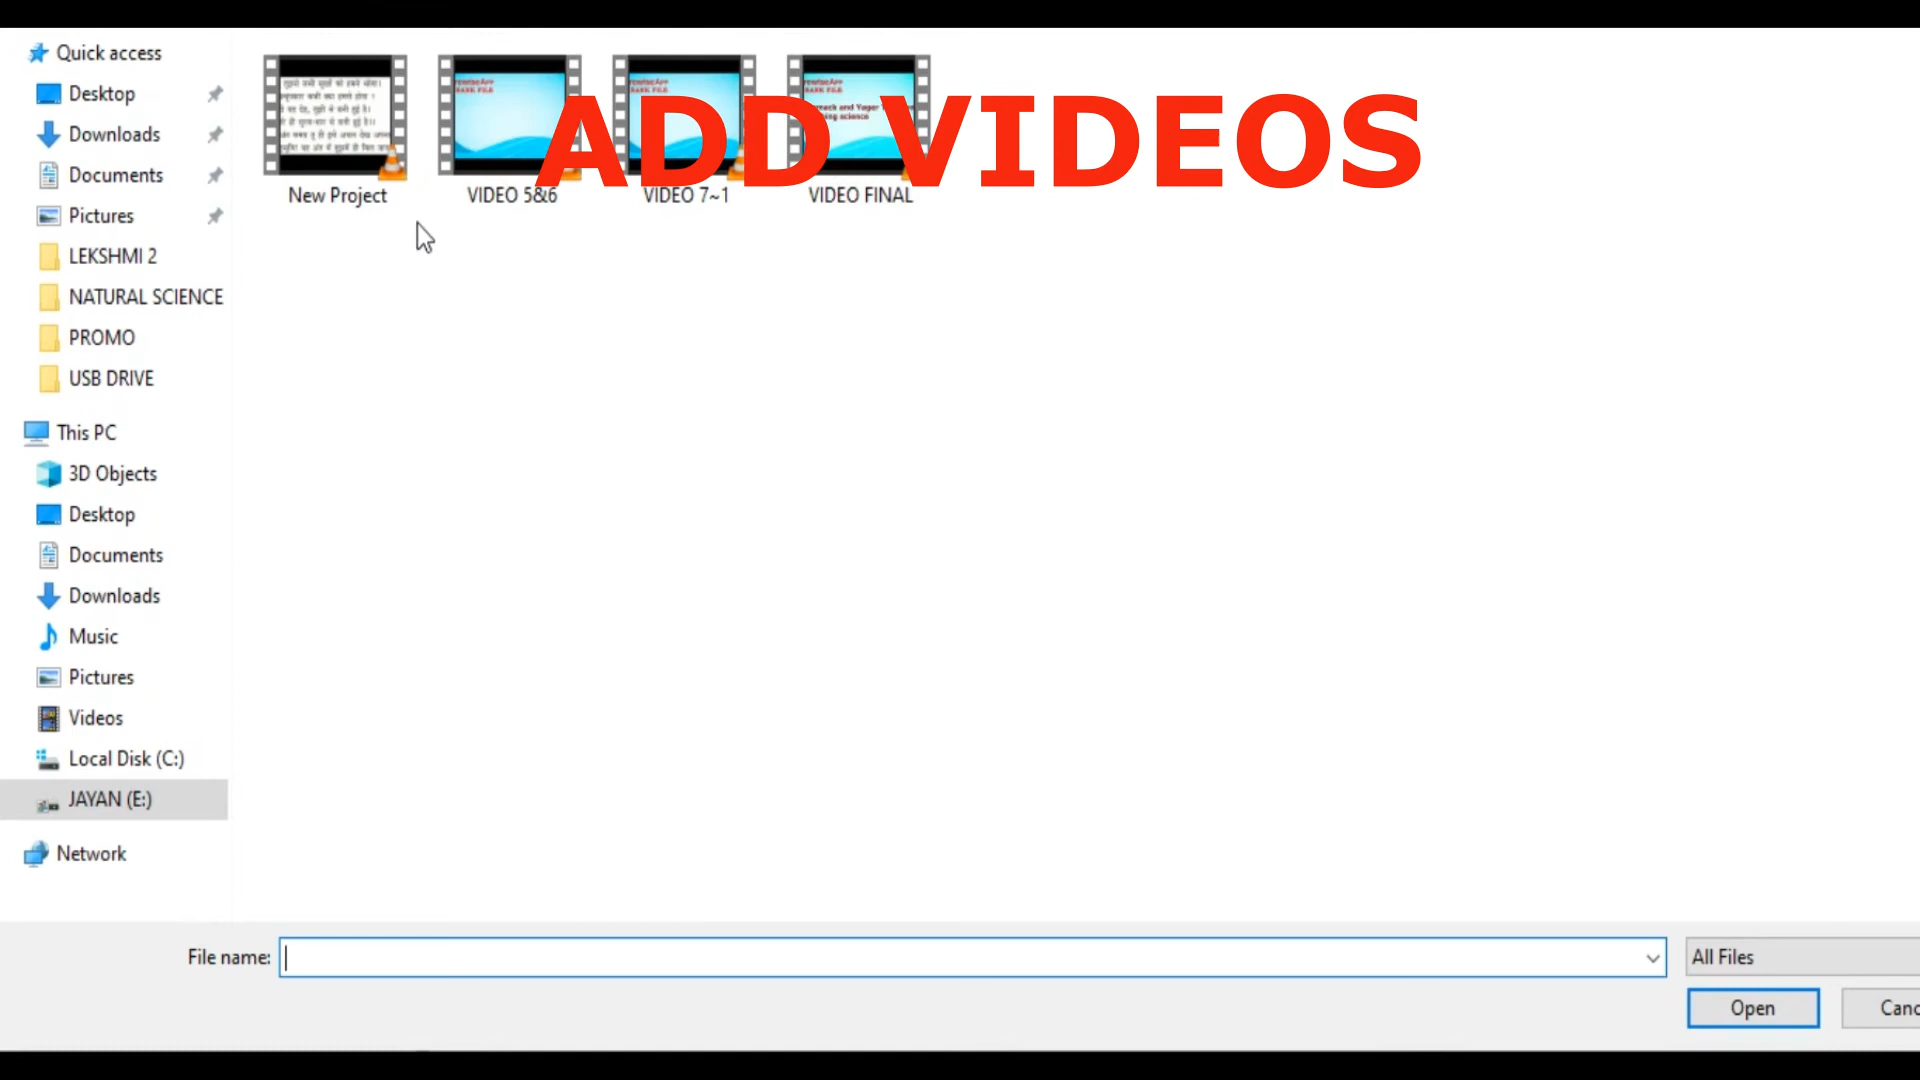 Quick access
Desktop
Downloads
Documents
Pictures
LEKSHMI 2
NATURAL SCIENCE
PROMO
USB DRIVE
This PC
3D Objects
Desktop
Documents
Downloads
Music
Pictures
Videos
Local Disk (C:)
JAYAN (E:)
Network
ADD VIDEOS
New Project
VIDEO 5&6
VIDEO 7~1
VIDEO FINAL
File name:
All Files
Open
Canc